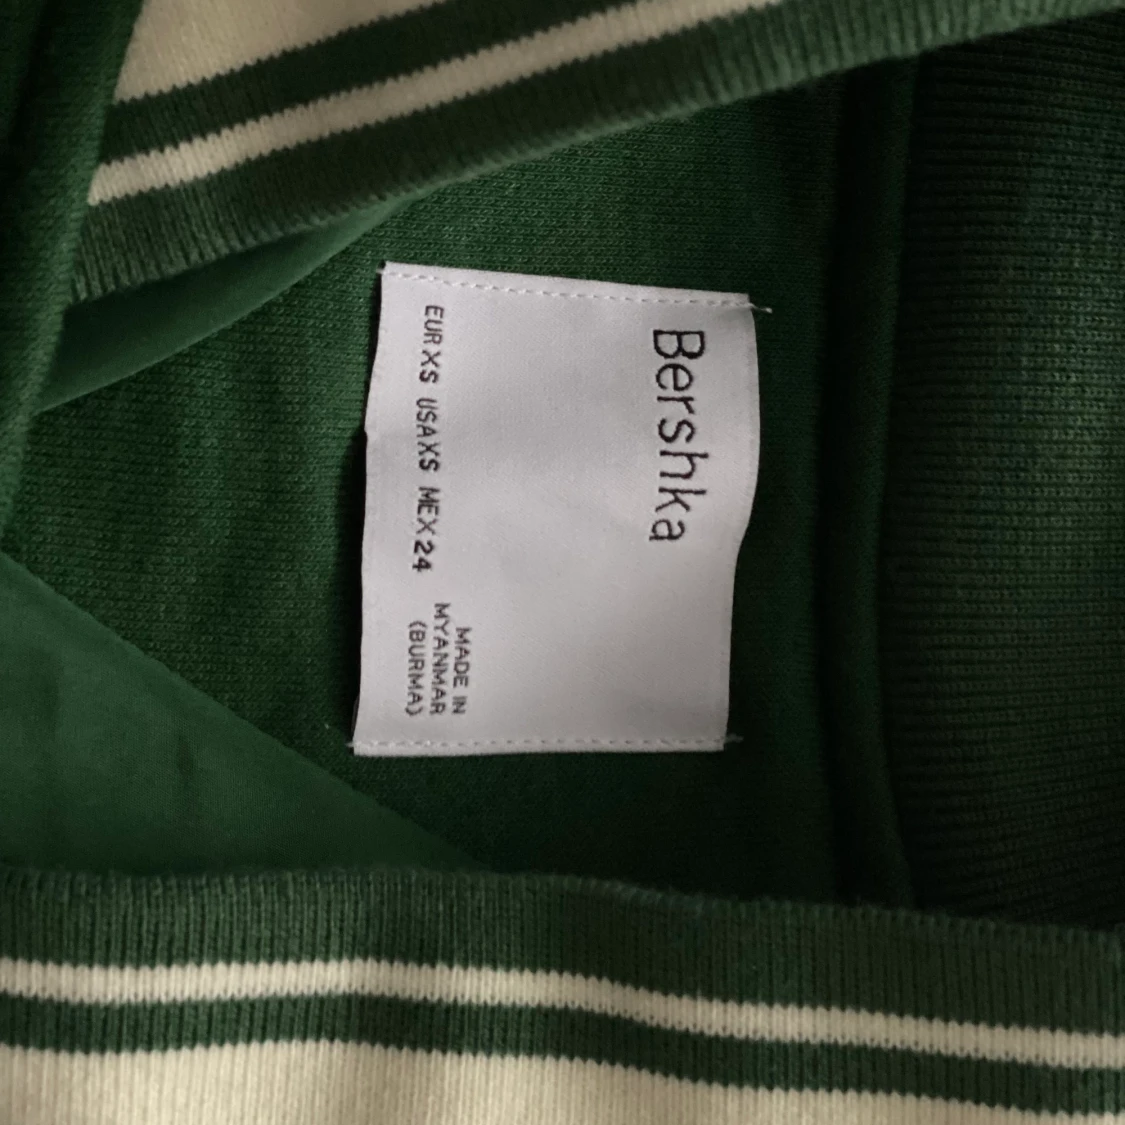 Bershka
EUR XS USA XS MEX 24
MADE IN
MYANMAR
(BURMA)